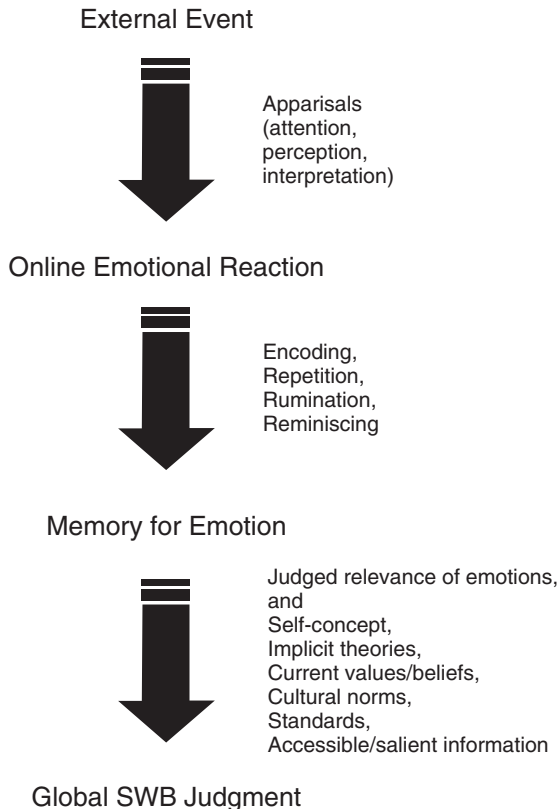 External Event
Apparisals
(attention,
perception,
interpretation)
Online Emotional Reaction
Encoding,
Repetition,
Rumination,
Reminiscing
Memory for Emotion
Judged relevance of emotions,
and
Self-concept,
Implicit theories,
Current values/beliefs,
Cultural norms,
Standards,
Accessible/salient information
Global SWB Judgment